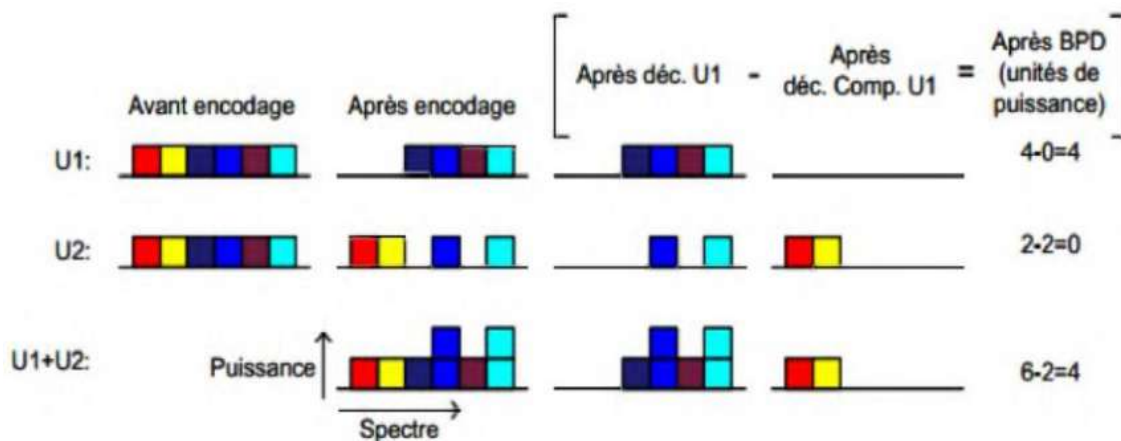 Après déc. U1 - Après déc. Comp. U1 = Après BPD (unités de puissance)
Avant encodage Après encodage
U1: 4-0=4
U2: 2-2=0
U1+U2: Puissance 6-2=4
Spectre